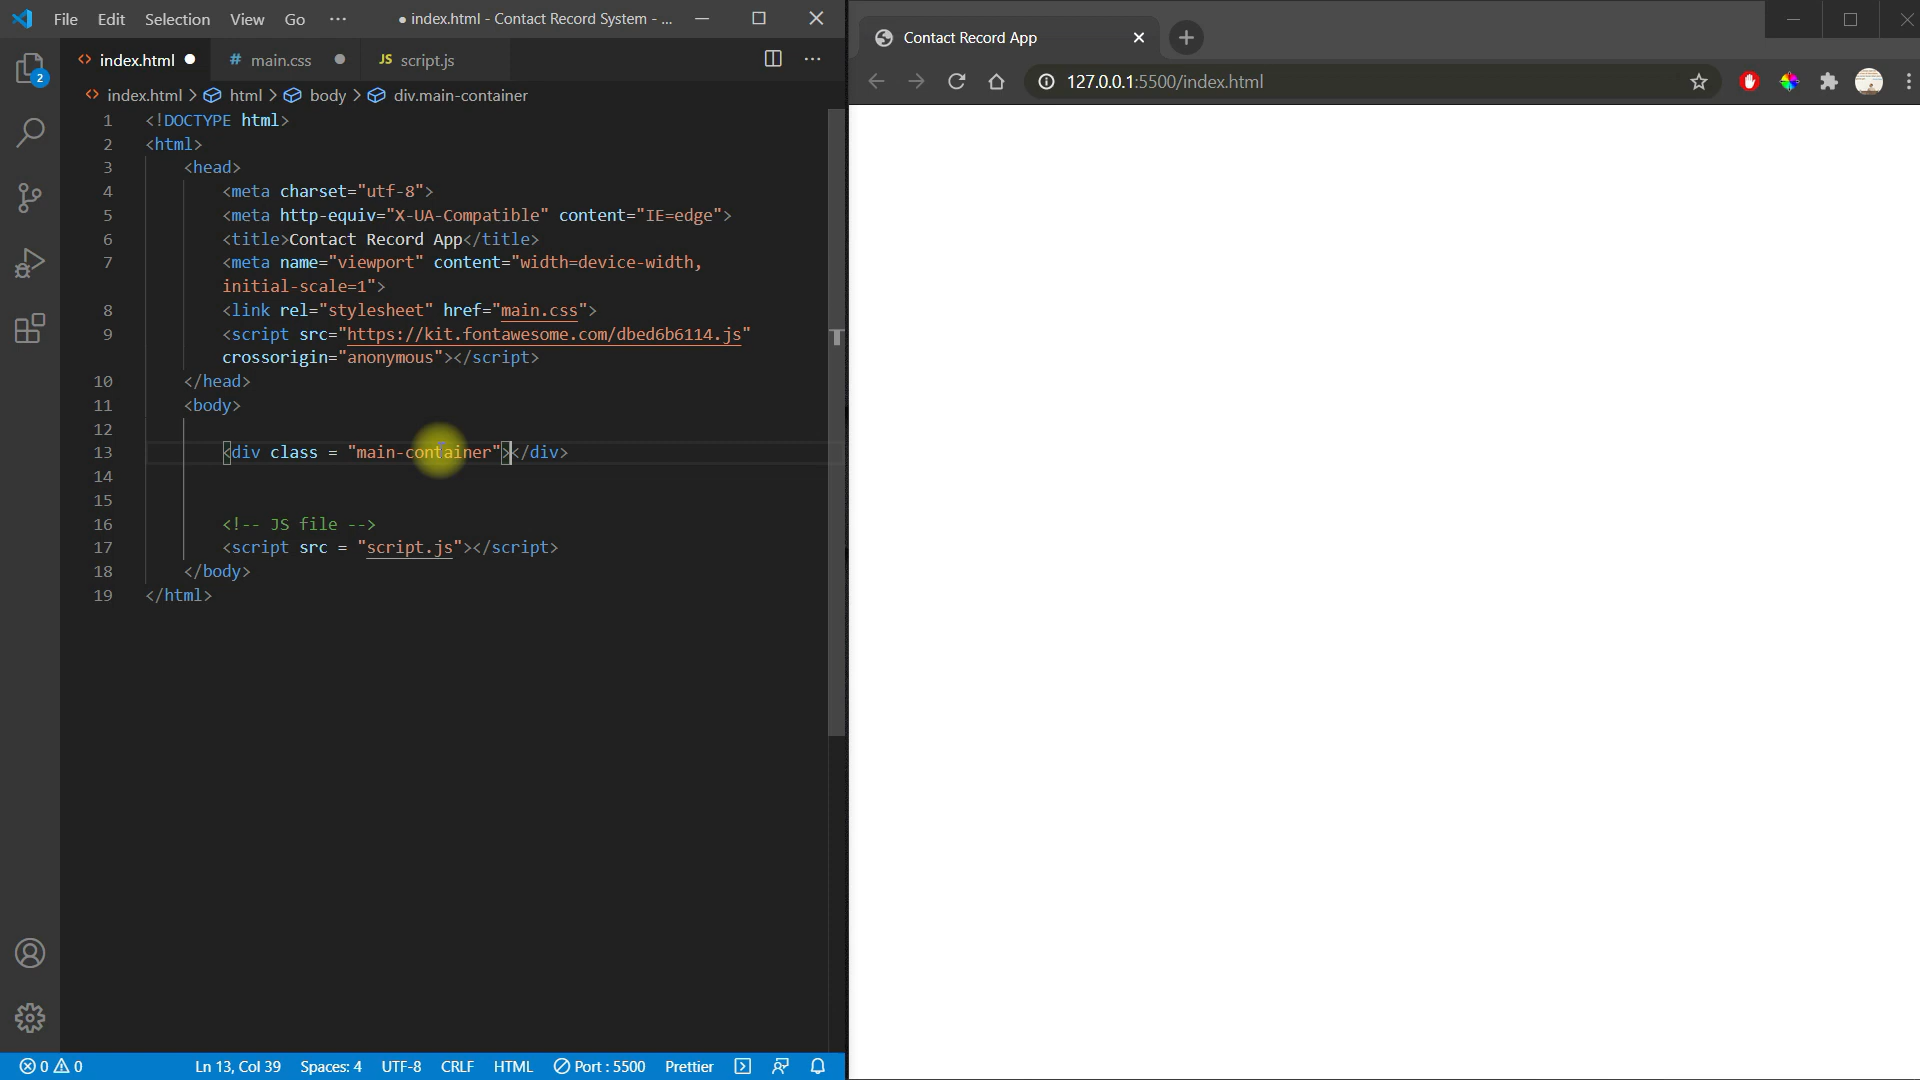 File Edit Selection View Go ··· ● index.html - Contact Record System - ...
index.html # main.css JS script.js
index.html > html > body > div.main-container
1 <!DOCTYPE html>
2 <html>
3 <head>
4 <meta charset="utf-8">
5 <meta http-equiv="X-UA-Compatible" content="IE=edge">
6 <title>Contact Record App</title>
7 <meta name="viewport" content="width=device-width,
initial-scale=1">
8 <link rel="stylesheet" href="main.css">
9 <script src="https://kit.fontawesome.com/dbed6b6114.js"
crossorigin="anonymous"></script>
10 </head>
11 <body>
12
13 <div class = "main-container"></div>
14
15
16 <!-- JS file -->
17 <script src = "script.js"></script>
18 </body>
19 </html>
2
0 0 Ln 13, Col 39 Spaces: 4 UTF-8 CRLF HTML Port : 5500 Prettier
Contact Record App
127.0.0.1:5500/index.html